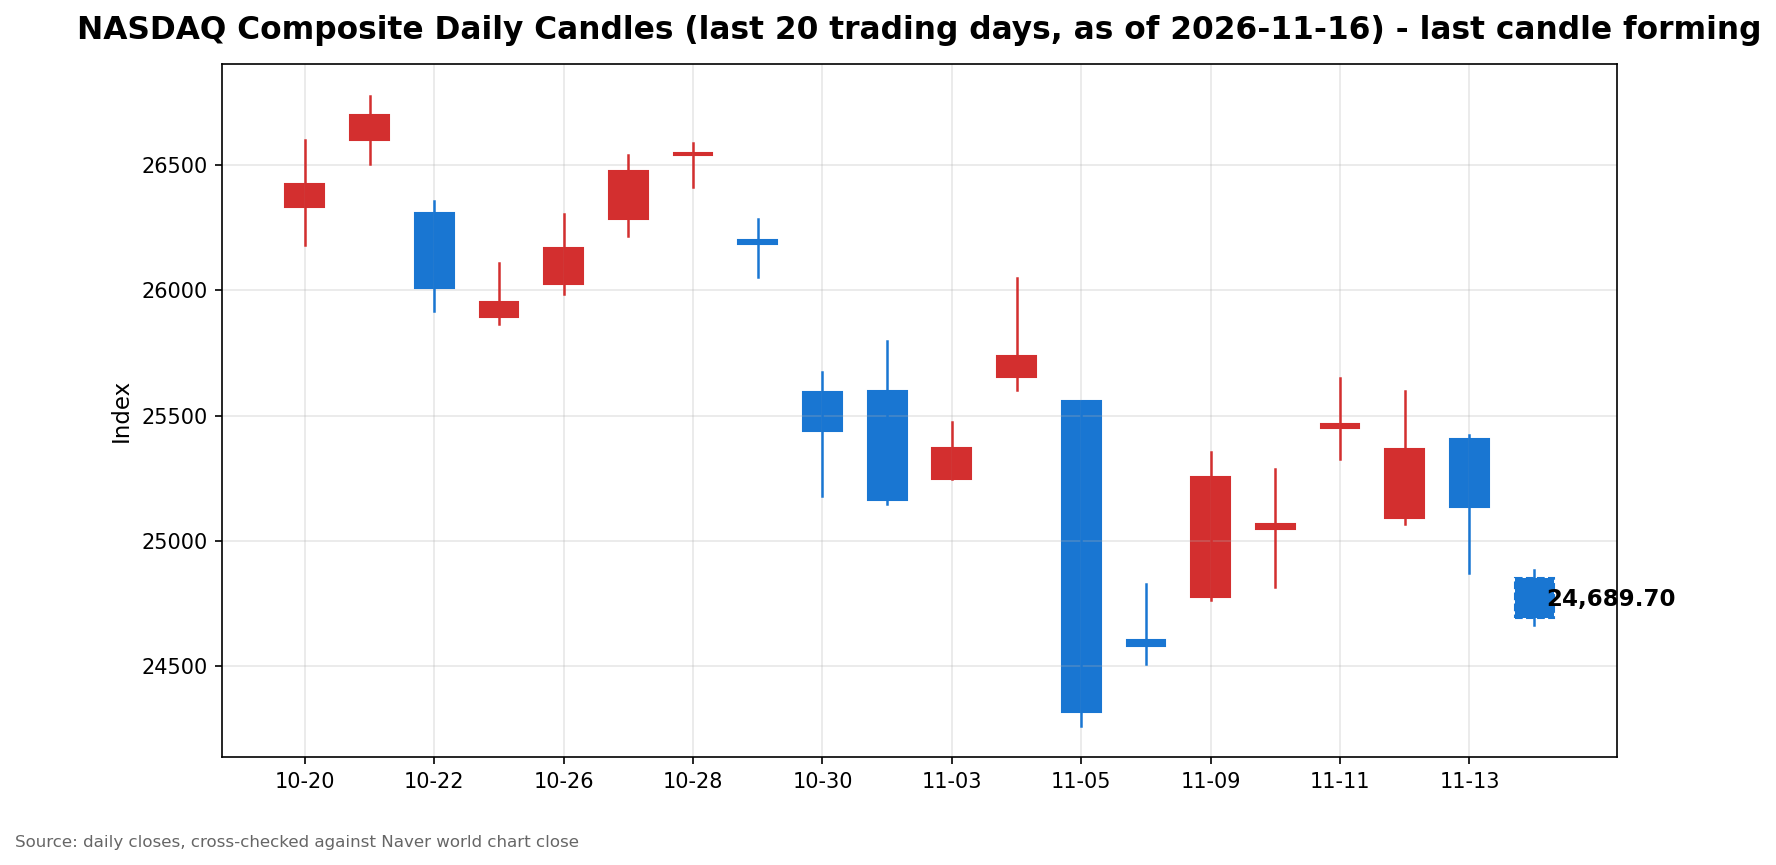 NASDAQ Composite Daily Candles (last 20 trading days, as of 2026-11-16) - last candle forming
Index
26500
26000
25500
25000
24500
24,689.70
10-20 10-22 10-26 10-28 10-30 11-03 11-05 11-09 11-11 11-13
Source: daily closes, cross-checked against Naver world chart close